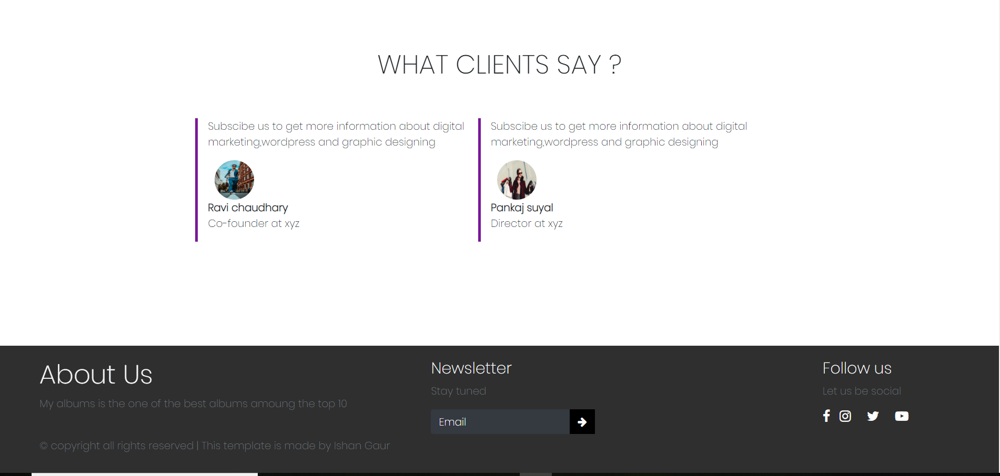 WHAT CLIENTS SAY ?
Subscibe us to get more information about digital
marketing,wordpress and graphic designing
Ravi chaudhary
Co-founder at xyz
Subscibe us to get more information about digital
marketing,wordpress and graphic designing
Pankaj suyal
Director at xyz
About Us
My albums is the one of the best albums amoung the top 10
© copyright all rights reserved | This template is made by Ishan Gaur
Newsletter
Stay tuned
Email
Follow us
Let us be social